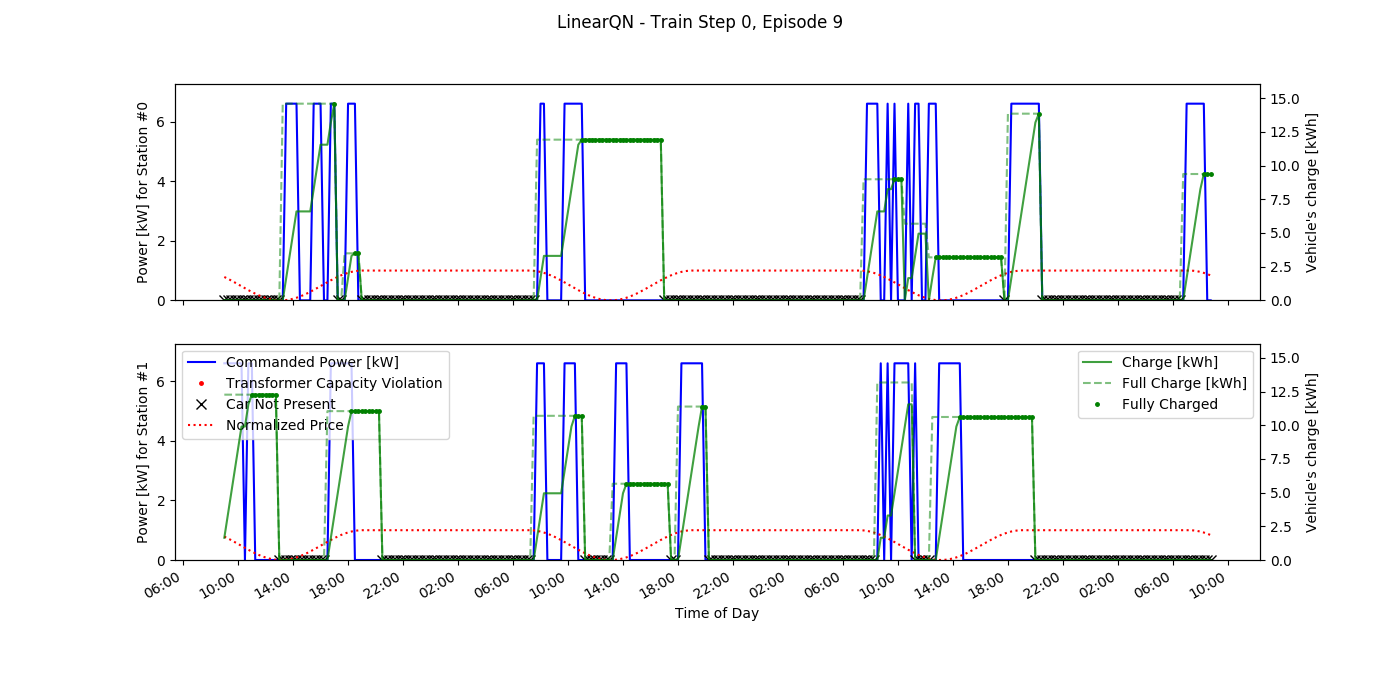 LinearQN - Train Step 0, Episode 9
Power [kW] for Station #0
6
4
2
0
15.0
12.5
10.0
7.5
5.0
2.5
0.0
Vehicle's charge [kWh]
Power [kW] for Station #1
6
4
2
0
Commanded Power [kW]
Transformer Capacity Violation
Car Not Present
Normalized Price
Charge [kWh]
Full Charge [kWh]
Fully Charged
15.0
12.5
10.0
7.5
5.0
2.5
0.0
Vehicle's charge [kWh]
06:00 10:00 14:00 18:00 22:00 02:00 06:00 10:00 14:00 18:00 22:00 02:00 06:00 10:00 14:00 18:00 22:00 02:00 06:00 10:00
Time of Day